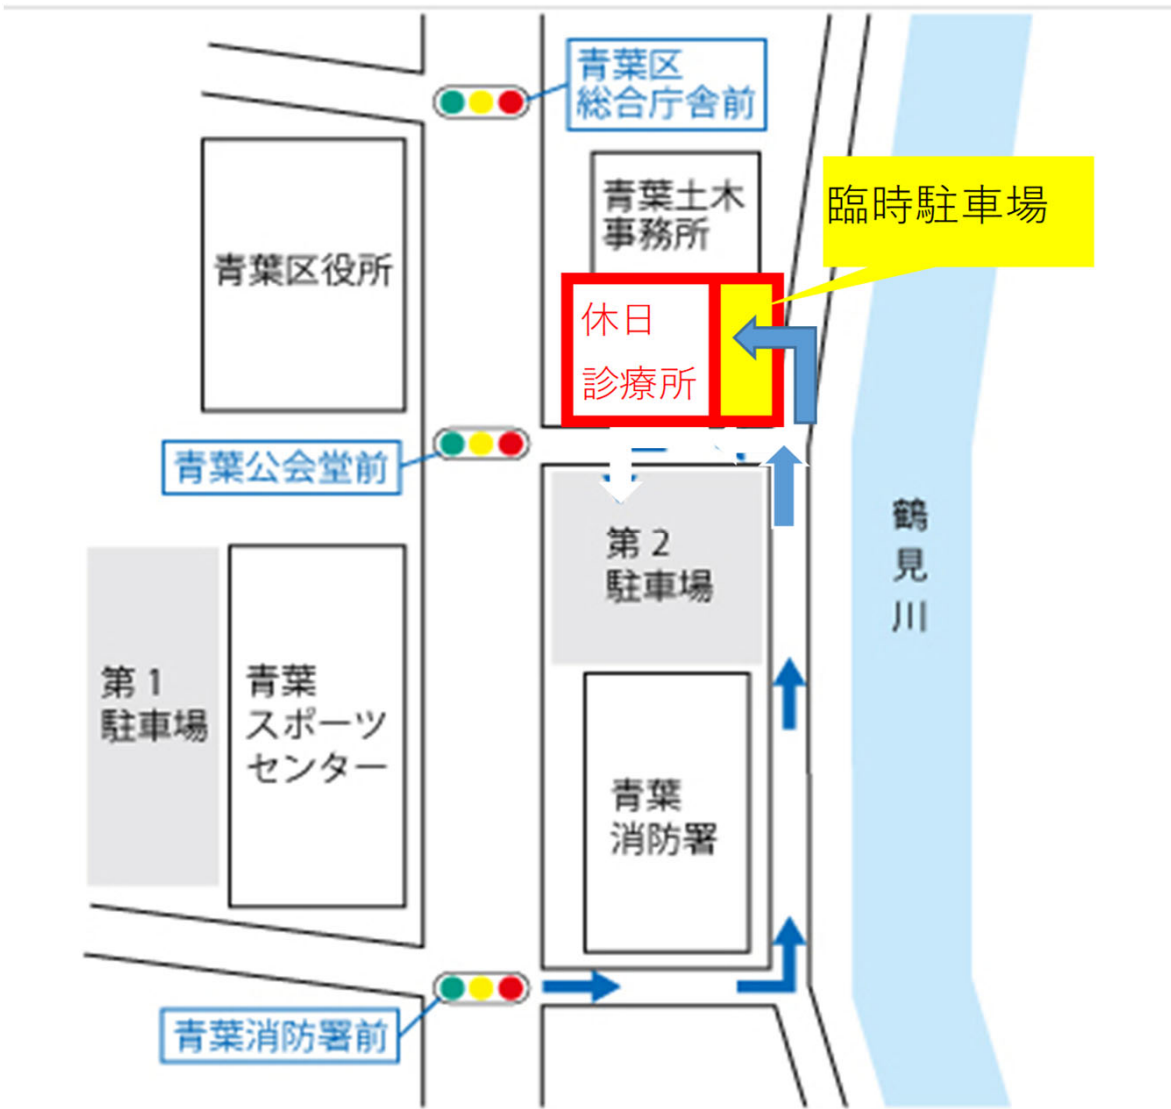 青葉区
総合庁舎前
青葉土木
事務所
臨時駐車場
青葉区役所
休日
診療所
青葉公会堂前
鶴見川
第2
駐車場
第1
駐車場
青葉
スポーツ
センター
青葉
消防署
青葉消防署前